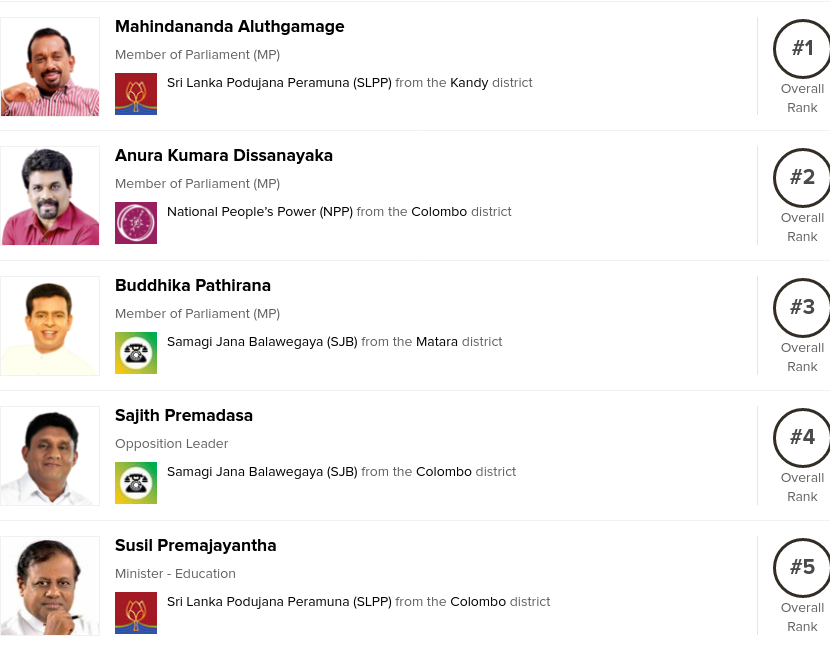 Mahindananda Aluthgamage
Member of Parliament (MP)
Sri Lanka Podujana Peramuna (SLPP) from the Kandy district
#1
Overall
Rank
Anura Kumara Dissanayaka
Member of Parliament (MP)
National People’s Power (NPP) from the Colombo district
#2
Overall
Rank
Buddhika Pathirana
Member of Parliament (MP)
Samagi Jana Balawegaya (SJB) from the Matara district
#3
Overall
Rank
Sajith Premadasa
Opposition Leader
Samagi Jana Balawegaya (SJB) from the Colombo district
#4
Overall
Rank
Susil Premajayantha
Minister - Education
Sri Lanka Podujana Peramuna (SLPP) from the Colombo district
#5
Overall
Rank